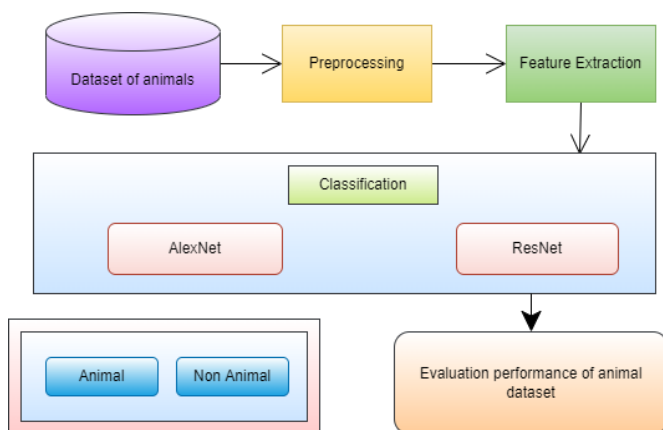 Dataset of animals
Preprocessing
Feature Extraction
Classification
AlexNet
ResNet
Animal
Non Animal
Evaluation performance of animal
dataset